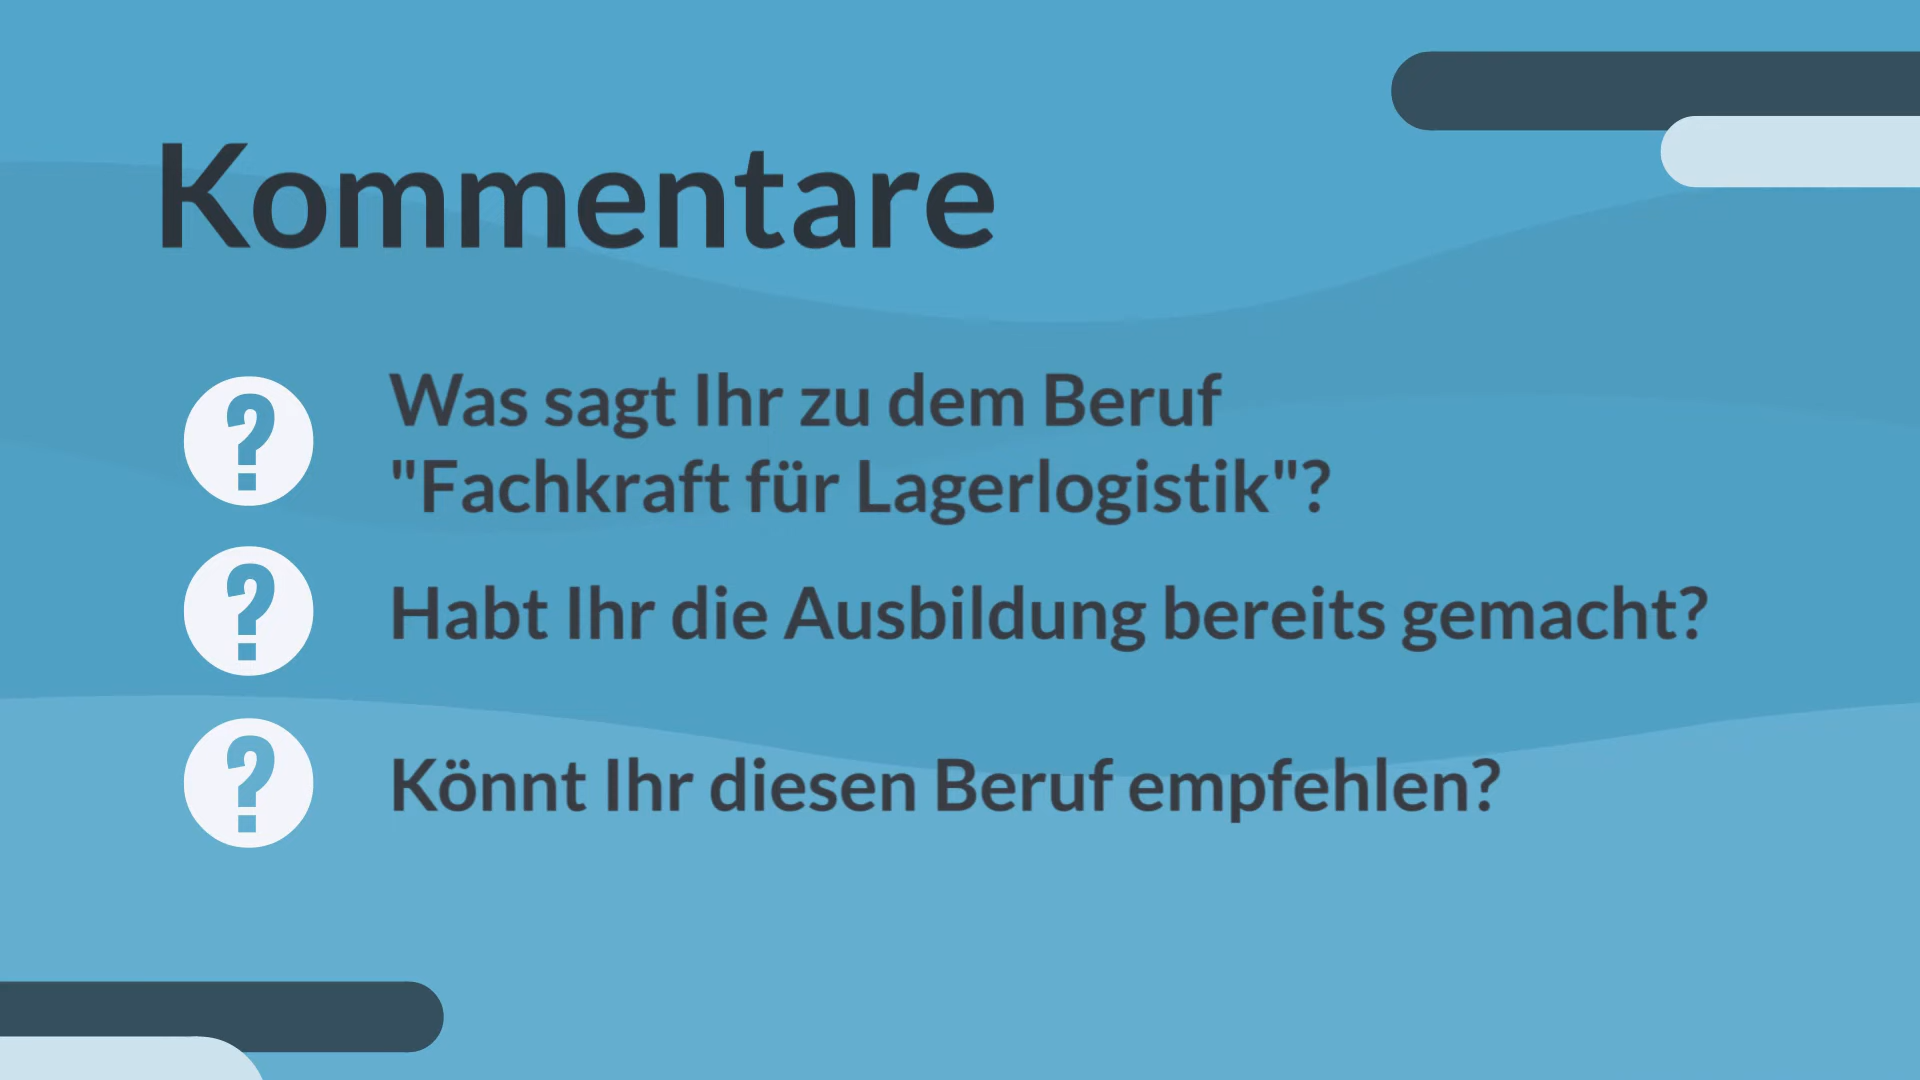 Kommentare
Was sagt Ihr zu dem Beruf
"Fachkraft für Lagerlogistik"?
Habt Ihr die Ausbildung bereits gemacht?
Könnt Ihr diesen Beruf empfehlen?